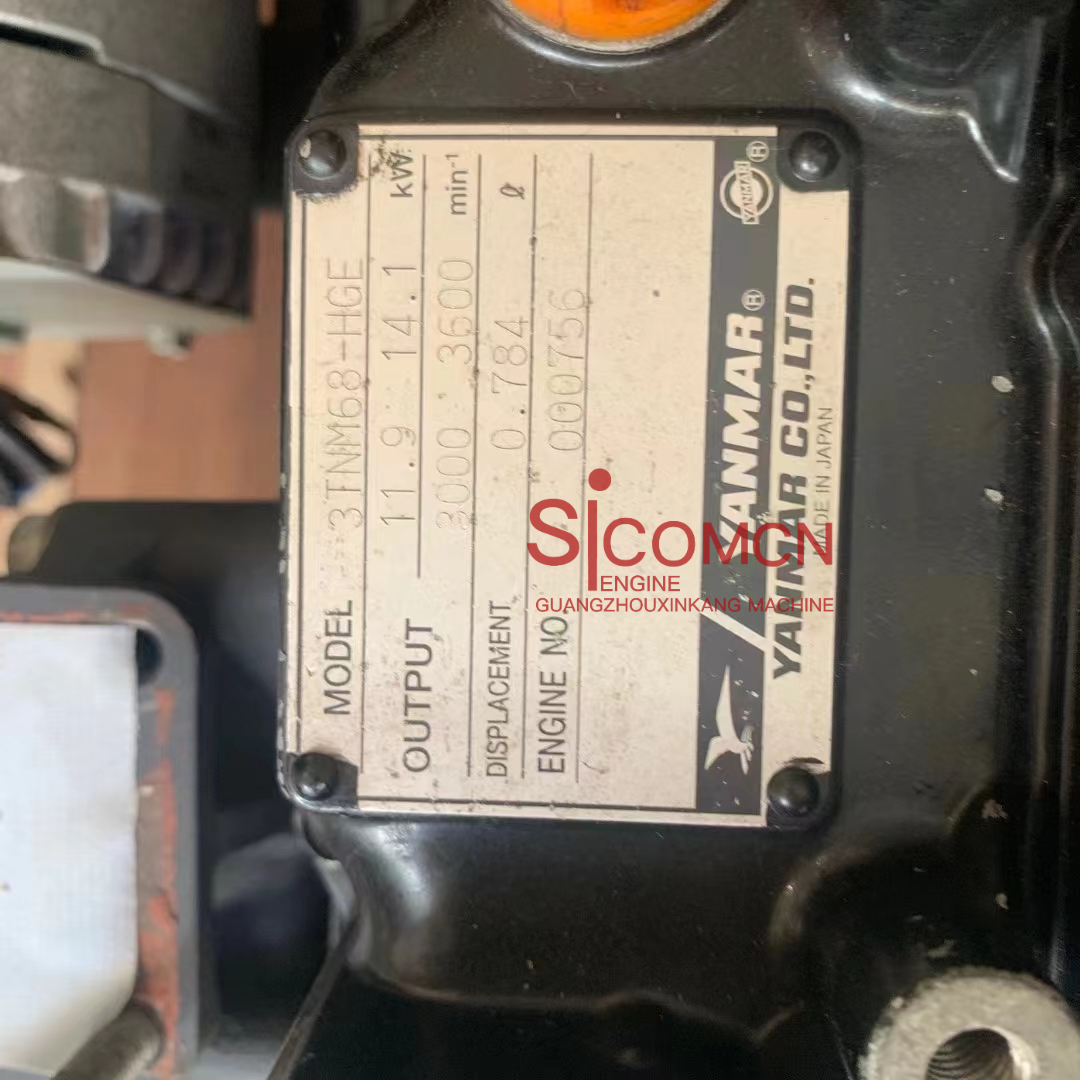 MODEL 3TNM68-HGE
OUTPUT 11.9 14.1 kW
3000 3600 min⁻¹
DISPLACEMENT 0.784 ℓ
ENGINE NO. 000756
YANMAR® YANMAR®
YANMAR CO.,LTD.
MADE IN JAPAN
SiCOMCN
ENGINE
GUANGZHOUXINKANG MACHINE